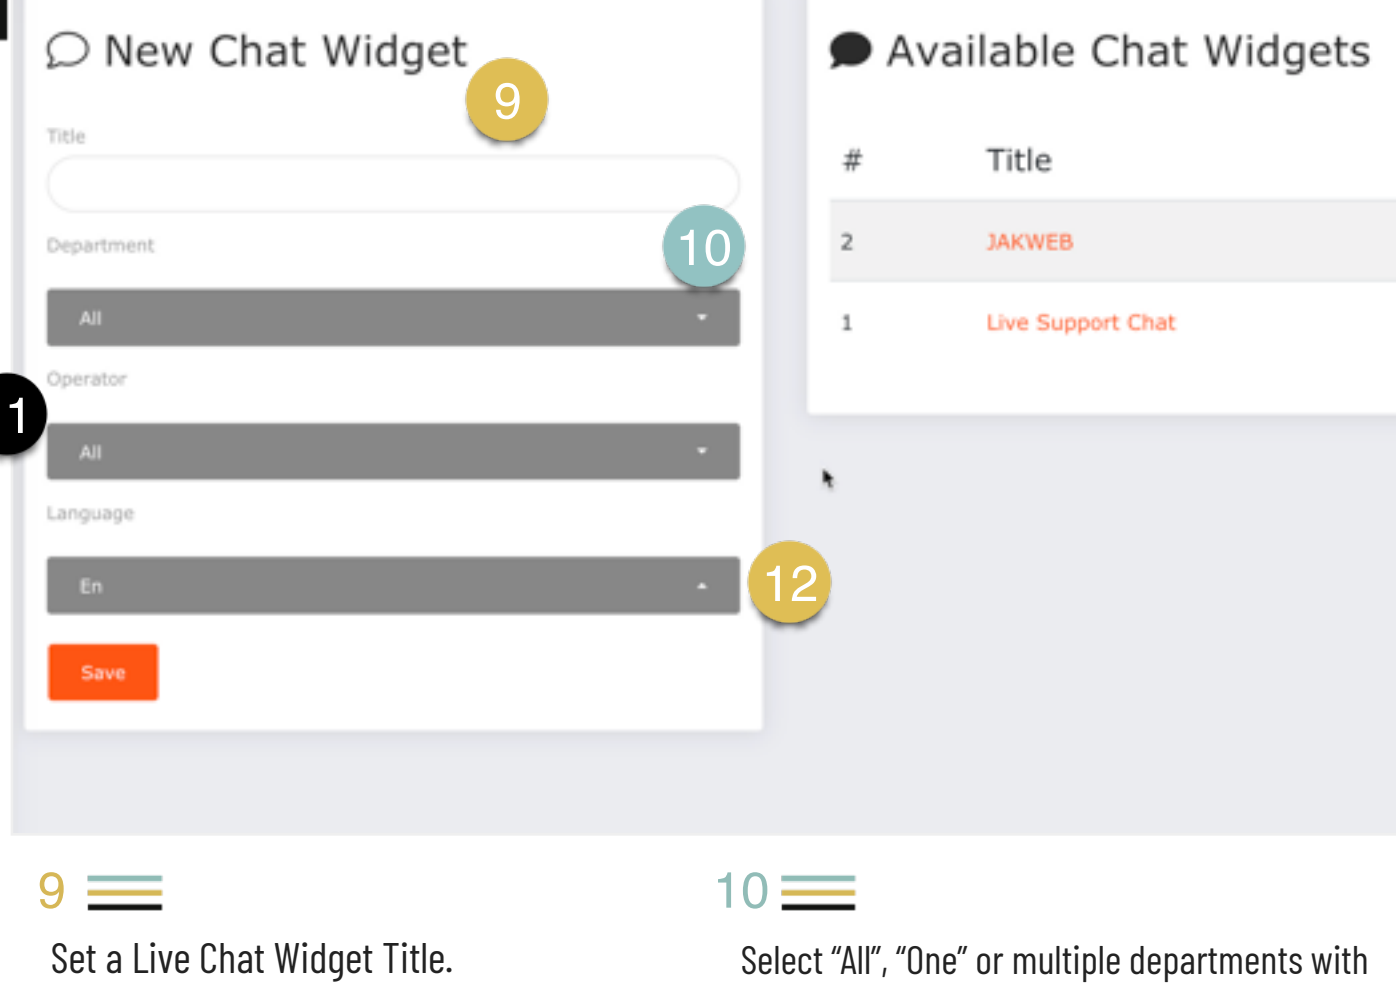 New Chat Widget
9
Title
10
Department
All
Operator
1
All
Language
En
12
Save
Available Chat Widgets
# Title
2 JAKWEB
1 Live Support Chat
9
Set a Live Chat Widget Title.
10
Select “All”, “One” or multiple departments with